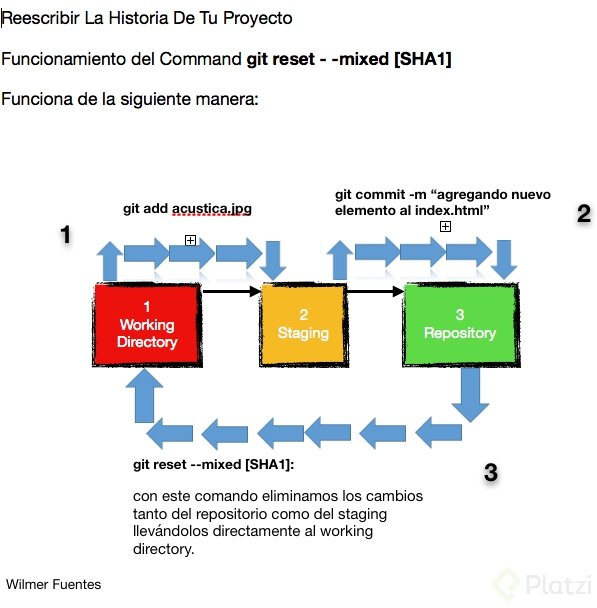 Reescribir La Historia De Tu Proyecto
Funcionamiento del Command git reset - -mixed [SHA1]
Funciona de la siguiente manera:
git add acustica.jpg
git commit -m “agregando nuevo
elemento al index.html”
1
2
1
Working
Directory
2
Staging
3
Repository
git reset --mixed [SHA1]:
3
con este comando eliminamos los cambios
tanto del repositorio como del staging
llevándolos directamente al working
directory.
Wilmer Fuentes
Platzi